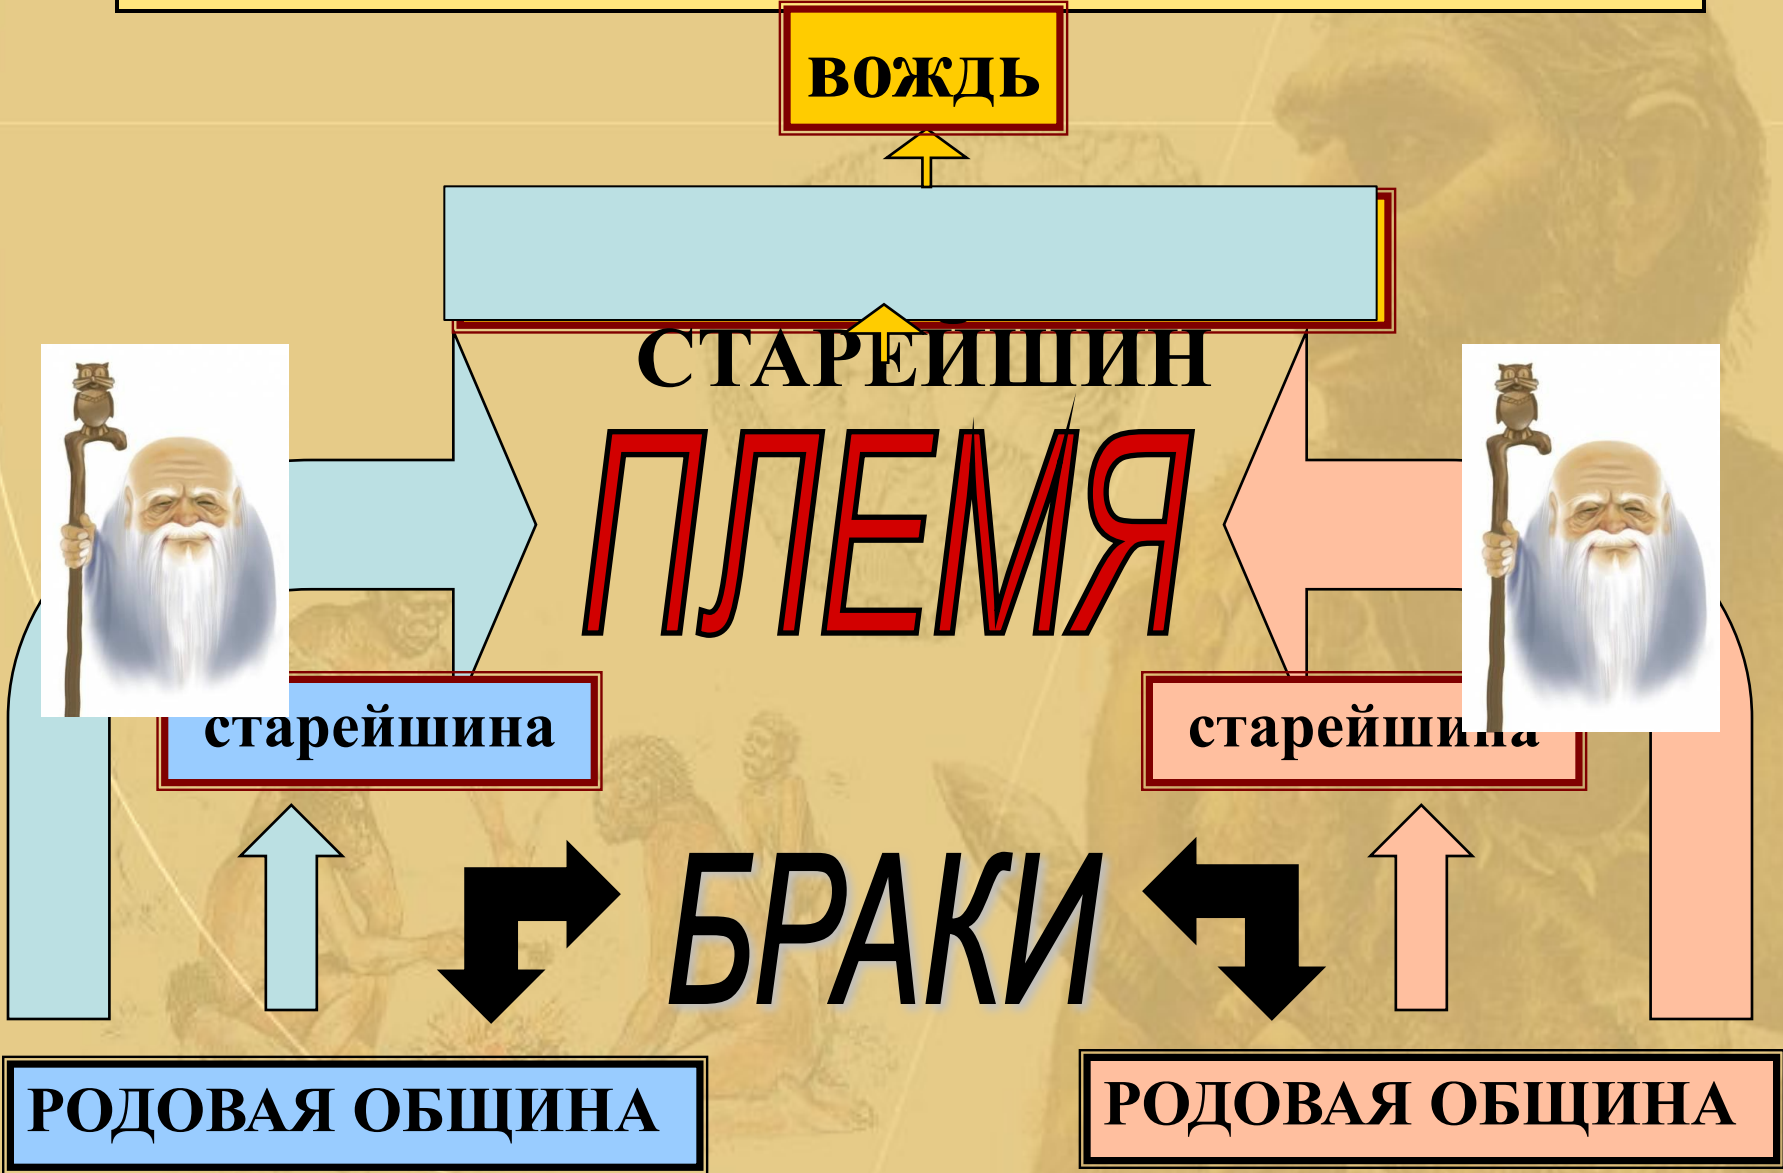 вождь
СТАРЕЙШИН
ПЛЕМЯ
старейшина
старейшина
БРАКИ
РОДОВАЯ ОБЩИНА
РОДОВАЯ ОБЩИНА